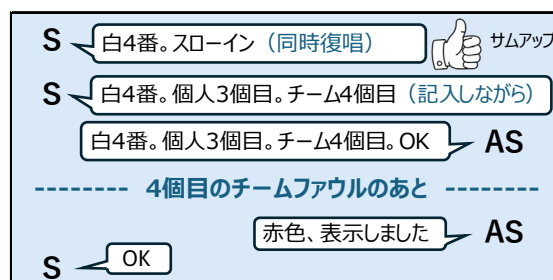 S 白4番。スローイン（同時復唱） サムアップ
S 白4番。個人3個目。チーム4個目（記入しながら）
白4番。個人3個目。チーム4個目。OK AS
-------- 4個目のチームファウルのあと --------
赤色、表示しました AS
S OK